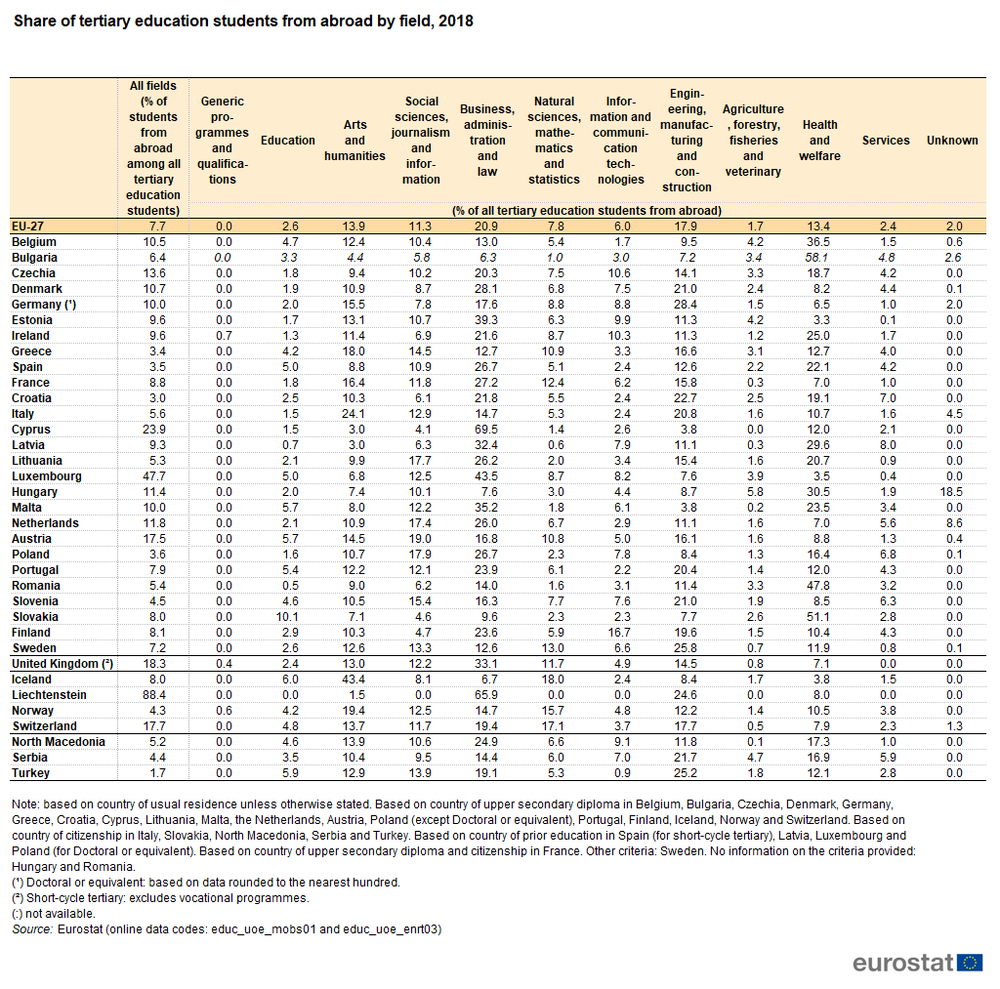 Share of tertiary education students from abroad by field, 2018
All fields (% of students from abroad among all tertiary education students) Generic pro-grammes and qualifica-tions Education Arts and humanities Social sciences, journalism and infor-mation Business, adminis-tration and law Natural sciences, mathe-matics and statistics Infor-mation and communi-cation tech-nologies Engin-eering, manufac-turing and con-struction Agriculture, forestry, fisheries and veterinary Health and welfare Services Unknown
(% of all tertiary education students from abroad)
EU-27 7.7 0.0 2.6 13.9 11.3 20.9 7.8 6.0 17.9 1.7 13.4 2.4 2.0
Belgium 10.5 0.0 4.7 12.4 10.4 13.0 5.4 1.7 9.5 4.2 36.5 1.5 0.6
Bulgaria 6.4 0.0 3.3 4.4 5.8 6.3 1.0 3.0 7.2 3.4 58.1 4.8 2.6
Czechia 13.6 0.0 1.8 9.4 10.2 20.3 7.5 10.6 14.1 3.3 18.7 4.2 0.0
Denmark 10.7 0.0 1.9 10.9 8.7 28.1 6.8 7.5 21.0 2.4 8.2 4.4 0.1
Germany (¹) 10.0 0.0 2.0 15.5 7.8 17.6 8.8 8.8 28.4 1.5 6.5 1.0 2.0
Estonia 9.6 0.0 1.7 13.1 10.7 39.3 6.3 9.9 11.3 4.2 3.3 0.1 0.0
Ireland 9.6 0.7 1.3 11.4 6.9 21.6 8.7 10.3 11.3 1.2 25.0 1.7 0.0
Greece 3.4 0.0 4.2 18.0 14.5 12.7 10.9 3.3 16.6 3.1 12.7 4.0 0.0
Spain 3.5 0.0 5.0 8.8 10.9 26.7 5.1 2.4 12.6 2.2 22.1 4.2 0.0
France 8.8 0.0 1.8 16.4 11.8 27.2 12.4 6.2 15.8 0.3 7.0 1.0 0.0
Croatia 3.0 0.0 2.5 10.3 6.1 21.8 5.5 2.4 22.7 2.5 19.1 7.0 0.0
Italy 5.6 0.0 1.5 24.1 12.9 14.7 5.3 2.4 20.8 1.6 10.7 1.6 4.5
Cyprus 23.9 0.0 1.5 3.0 4.1 69.5 1.4 2.6 3.8 0.0 12.0 2.1 0.0
Latvia 9.3 0.0 0.7 3.0 6.3 32.4 0.6 7.9 11.1 0.3 29.6 8.0 0.0
Lithuania 5.3 0.0 2.1 9.9 17.7 26.2 2.0 3.4 15.4 1.6 20.7 0.9 0.0
Luxembourg 47.7 0.0 5.0 6.8 12.5 43.5 8.7 8.2 7.6 3.9 3.5 0.4 0.0
Hungary 11.4 0.0 2.0 7.4 10.1 7.6 3.0 4.4 8.7 5.8 30.5 1.9 18.5
Malta 10.0 0.0 5.7 8.0 12.2 35.2 1.8 6.1 3.8 0.2 23.5 3.4 0.0
Netherlands 11.8 0.0 2.1 10.9 17.4 26.0 6.7 2.9 11.1 1.6 7.0 5.6 8.6
Austria 17.5 0.0 5.7 14.5 19.0 16.8 10.8 5.0 16.1 1.6 8.8 1.3 0.4
Poland 3.6 0.0 1.6 10.7 17.9 26.7 2.3 7.8 8.4 1.3 16.4 6.8 0.1
Portugal 7.9 0.0 5.4 12.2 12.1 23.9 6.1 2.2 20.4 1.4 12.0 4.3 0.0
Romania 5.4 0.0 0.5 9.0 6.2 14.0 1.6 3.1 11.4 3.3 47.8 3.2 0.0
Slovenia 4.5 0.0 4.6 10.5 15.4 16.3 7.7 7.6 21.0 1.9 8.5 6.3 0.0
Slovakia 8.0 0.0 10.1 7.1 4.6 9.6 2.3 2.3 7.7 2.6 51.1 2.8 0.0
Finland 8.1 0.0 2.9 10.3 4.7 23.6 5.9 16.7 19.6 1.5 10.4 4.3 0.0
Sweden 7.2 0.0 2.6 12.6 13.3 12.6 13.0 6.6 25.8 0.7 11.9 0.8 0.1
United Kingdom (²) 18.3 0.4 2.4 13.0 12.2 33.1 11.7 4.9 14.5 0.8 7.1 0.0 0.0
Iceland 8.0 0.0 6.0 43.4 8.1 6.7 18.0 2.4 8.4 1.7 3.8 1.5 0.0
Liechtenstein 88.4 0.0 0.0 1.5 0.0 65.9 0.0 0.0 24.6 0.0 8.0 0.0 0.0
Norway 4.3 0.6 4.2 19.4 12.5 14.7 15.7 4.8 12.2 1.4 10.5 3.8 0.0
Switzerland 17.7 0.0 4.8 13.7 11.7 19.4 17.1 3.7 17.7 0.5 7.9 2.3 1.3
North Macedonia 5.2 0.0 4.6 13.9 10.6 24.9 6.6 9.1 11.8 0.1 17.3 1.0 0.0
Serbia 4.4 0.0 3.5 10.4 9.5 14.4 6.0 7.0 21.7 4.7 16.9 5.9 0.0
Turkey 1.7 0.0 5.9 12.9 13.9 19.1 5.3 0.9 25.2 1.8 12.1 2.8 0.0
Note: based on country of usual residence unless otherwise stated. Based on country of upper secondary diploma in Belgium, Bulgaria, Czechia, Denmark, Germany,
Greece, Croatia, Cyprus, Lithuania, Malta, the Netherlands, Austria, Poland (except Doctoral or equivalent), Portugal, Finland, Iceland, Norway and Switzerland. Based on
country of citizenship in Italy, Slovakia, North Macedonia, Serbia and Turkey. Based on country of prior education in Spain (for short-cycle tertiary), Latvia, Luxembourg and
Poland (for Doctoral or equivalent). Based on country of upper secondary diploma and citizenship in France. Other criteria: Sweden. No information on the criteria provided:
Hungary and Romania.
(¹) Doctoral or equivalent: based on data rounded to the nearest hundred.
(²) Short-cycle tertiary: excludes vocational programmes.
(:) not available.
Source: Eurostat (online data codes: educ_uoe_mobs01 and educ_uoe_enrt03)
eurostat